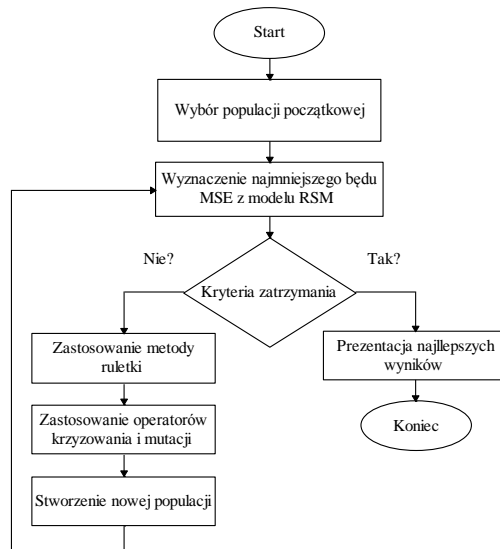 Start
Wybór populacji początkowej
Wyznaczenie najmniejszego będu
MSE z modelu RSM
Nie?
Tak?
Kryteria zatrzymania
Zastosowanie metody
ruletki
Prezentacja najllepszych
wyników
Zastosowanie operatorów
krzyzowania i mutacji
Koniec
Stworzenie nowej populacji